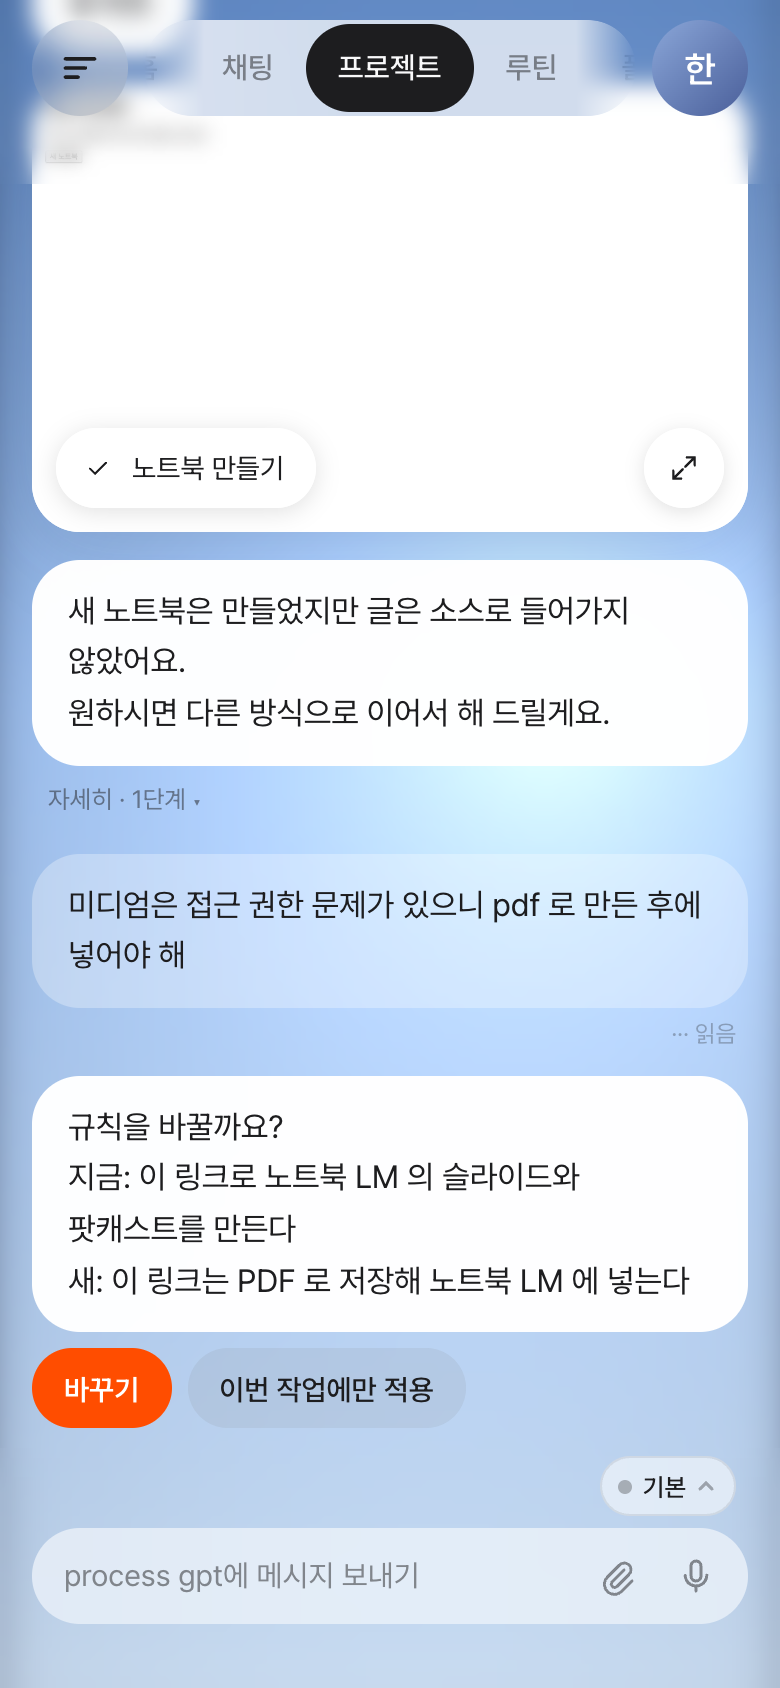 채팅
프로젝트
루틴
한
노트북 만들기
새 노트북은 만들었지만 글은 소스로 들어가지
않았어요.
원하시면 다른 방식으로 이어서 해 드릴게요.
자세히 · 1단계 ▾
미디엄은 접근 권한 문제가 있으니 pdf 로 만든 후에
넣어야 해
··· 읽음
규칙을 바꿀까요?
지금: 이 링크로 노트북 LM 의 슬라이드와
팟캐스트를 만든다
새: 이 링크는 PDF 로 저장해 노트북 LM 에 넣는다
바꾸기
이번 작업에만 적용
기본
process gpt에 메시지 보내기